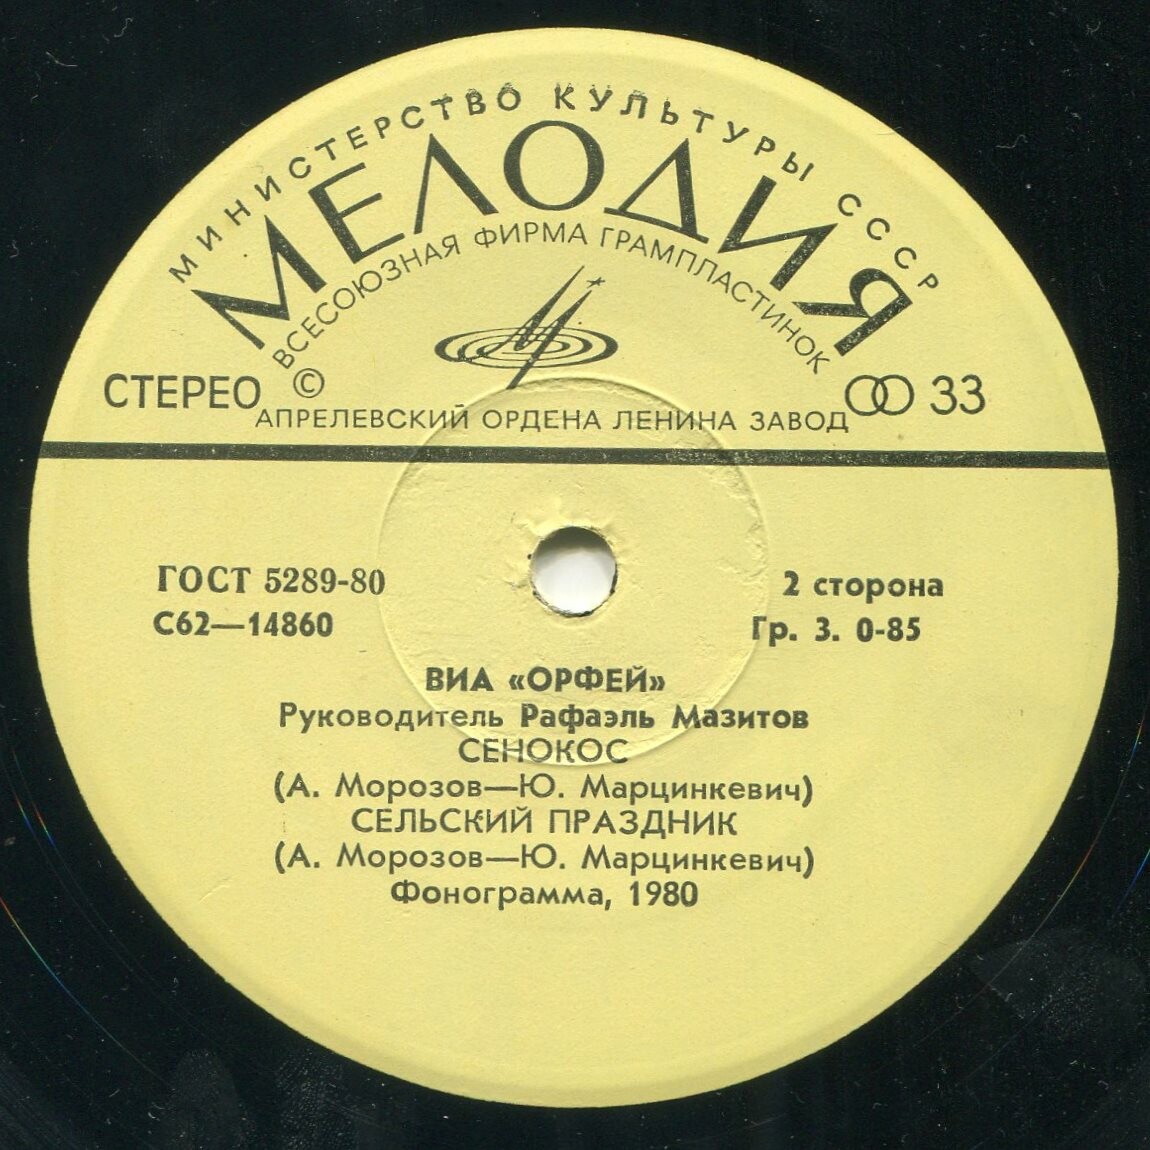 МИНИСТЕРСТВО КУЛЬТУРЫ СССР
МЕЛОДИЯ
ВСЕСОЮЗНАЯ ФИРМА ГРАМПЛАСТИНОК
СТЕРЕО © 33
АПРЕЛЕВСКИЙ ОРДЕНА ЛЕНИНА ЗАВОД
ГОСТ 5289-80 2 сторона
С62—14860 Гр. 3. 0-85
ВИА «ОРФЕЙ»
Руководитель Рафаэль Мазитов
СЕНОКОС
(А. Морозов—Ю. Марцинкевич)
СЕЛЬСКИЙ ПРАЗДНИК
(А. Морозов—Ю. Марцинкевич)
Фонограмма, 1980